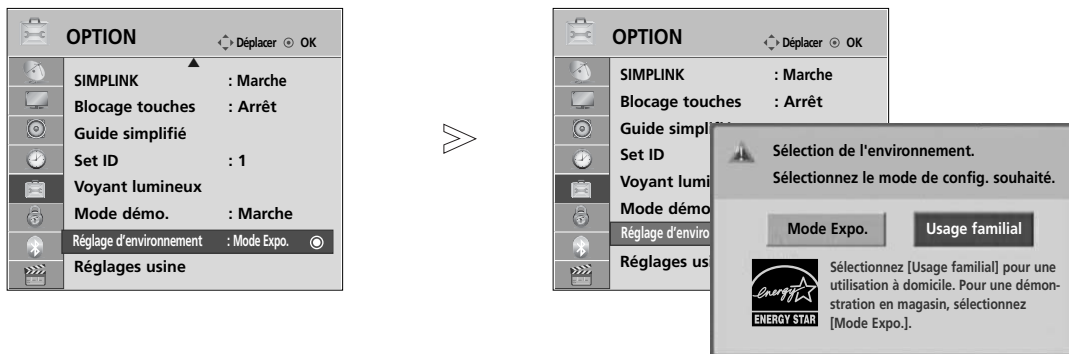 OPTION
Déplacer OK
SIMPLINK : Marche
Blocage touches : Arrêt
Guide simplifié
Set ID : 1
Voyant lumineux
Mode démo. : Marche
Réglage d'environnement : Mode Expo.
Réglages usine
OPTION
Déplacer OK
SIMPLINK : Marche
Blocage touches : Arrêt
Guide simplifi
Set ID
Voyant lumi
Mode démo
Réglage d'enviro
Réglages usi
Sélection de l'environnement.
Sélectionnez le mode de config. souhaité.
Mode Expo. Usage familial
energy
ENERGY STAR
Sélectionnez [Usage familial] pour une
utilisation à domicile. Pour une démon-
stration en magasin, sélectionnez
[Mode Expo.].